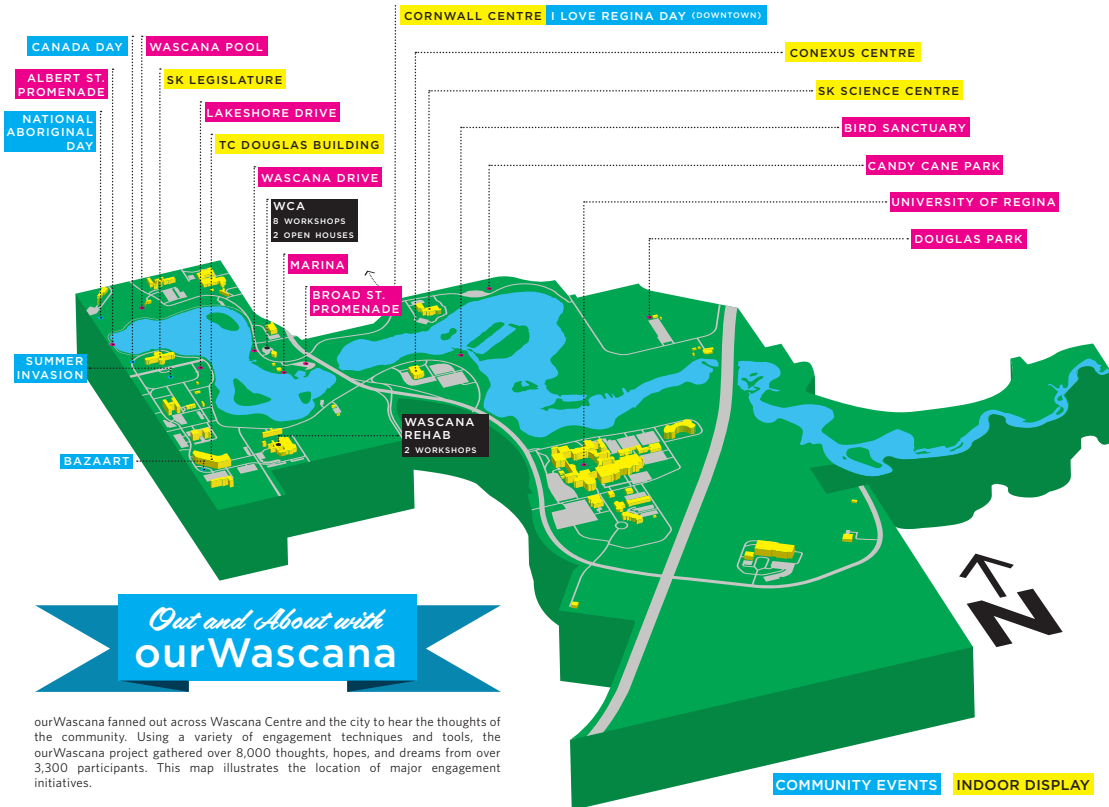 CORNWALL CENTRE I LOVE REGINA DAY (DOWNTOWN)
CANADA DAY
WASCANA POOL
CONEXUS CENTRE
ALBERT ST.
PROMENADE
SK LEGISLATURE
SK SCIENCE CENTRE
NATIONAL
ABORIGINAL
DAY
LAKESHORE DRIVE
BIRD SANCTUARY
TC DOUGLAS BUILDING
CANDY CANE PARK
WASCANA DRIVE
UNIVERSITY OF REGINA
WCA
8 WORKSHOPS
2 OPEN HOUSES
DOUGLAS PARK
MARINA
BROAD ST.
PROMENADE
SUMMER
INVASION
WASCANA
REHAB
2 WORKSHOPS
BAZAART
N
Out and About with
ourWascana
ourWascana fanned out across Wascana Centre and the city to hear the thoughts of
the community. Using a variety of engagement techniques and tools, the
ourWascana project gathered over 8,000 thoughts, hopes, and dreams from over
3,300 participants. This map illustrates the location of major engagement
initiatives.
COMMUNITY EVENTS INDOOR DISPLAY